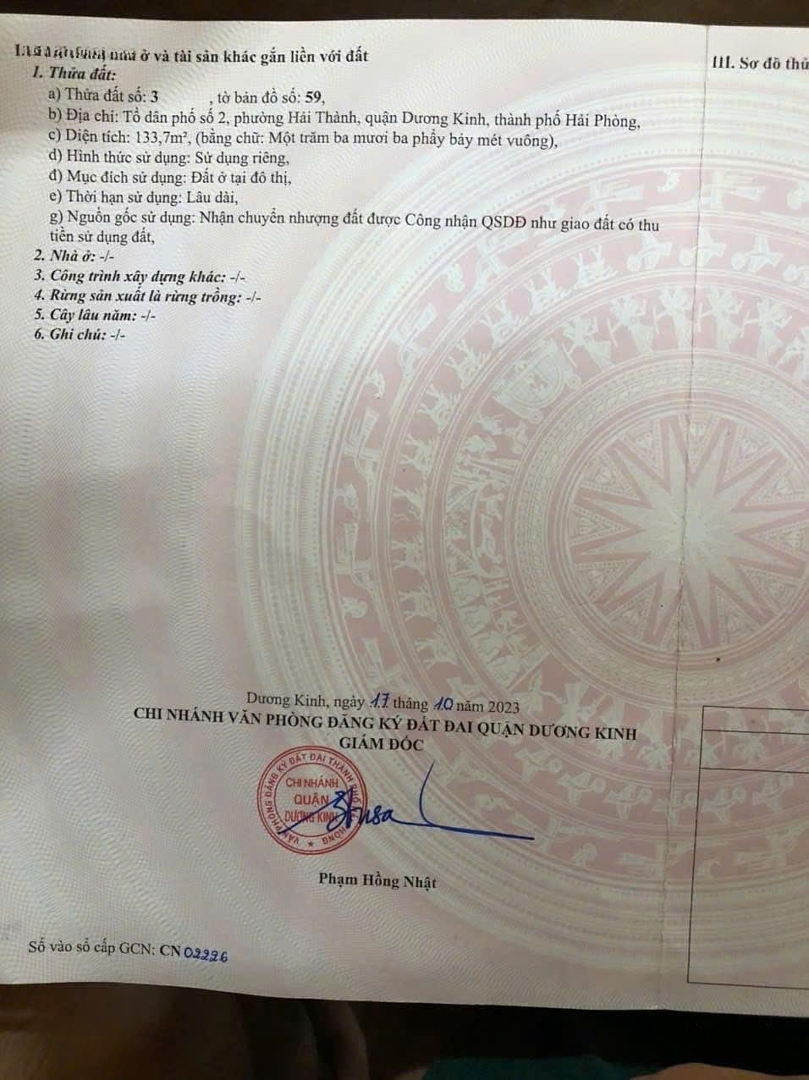 ở và tài sản khác gắn liền với đất
III. Sơ đồ thử
1. Thửa đất:
a) Thửa đất số: 3 , tờ bản đồ số: 59,
b) Địa chỉ: Tổ dân phố số 2, phường Hải Thành, quận Dương Kinh, thành phố Hải Phòng,
c) Diện tích: 133,7m², (bằng chữ: Một trăm ba mươi ba phẩy bảy mét vuông),
d) Hình thức sử dụng: Sử dụng riêng,
đ) Mục đích sử dụng: Đất ở tại đô thị,
e) Thời hạn sử dụng: Lâu dài,
g) Nguồn gốc sử dụng: Nhận chuyển nhượng đất được Công nhận QSDĐ như giao đất có thu
tiền sử dụng đất,
2. Nhà ở: -/-
3. Công trình xây dựng khác: -/-
4. Rừng sản xuất là rừng trồng: -/-
5. Cây lâu năm: -/-
6. Ghi chú: -/-
Dương Kinh, ngày 17 tháng 10 năm 2023
CHI NHÁNH VĂN PHÒNG ĐĂNG KÝ ĐẤT ĐAI QUẬN DƯƠNG KINH
GIÁM ĐỐC
VĂN PHÒNG ĐĂNG KÝ ĐẤT ĐAI THÀNH PHỐ
CHI NHÁNH
QUẬN
DƯƠNG KINH
Phạm Hồng Nhật
Số vào sổ cấp GCN: CN 02226